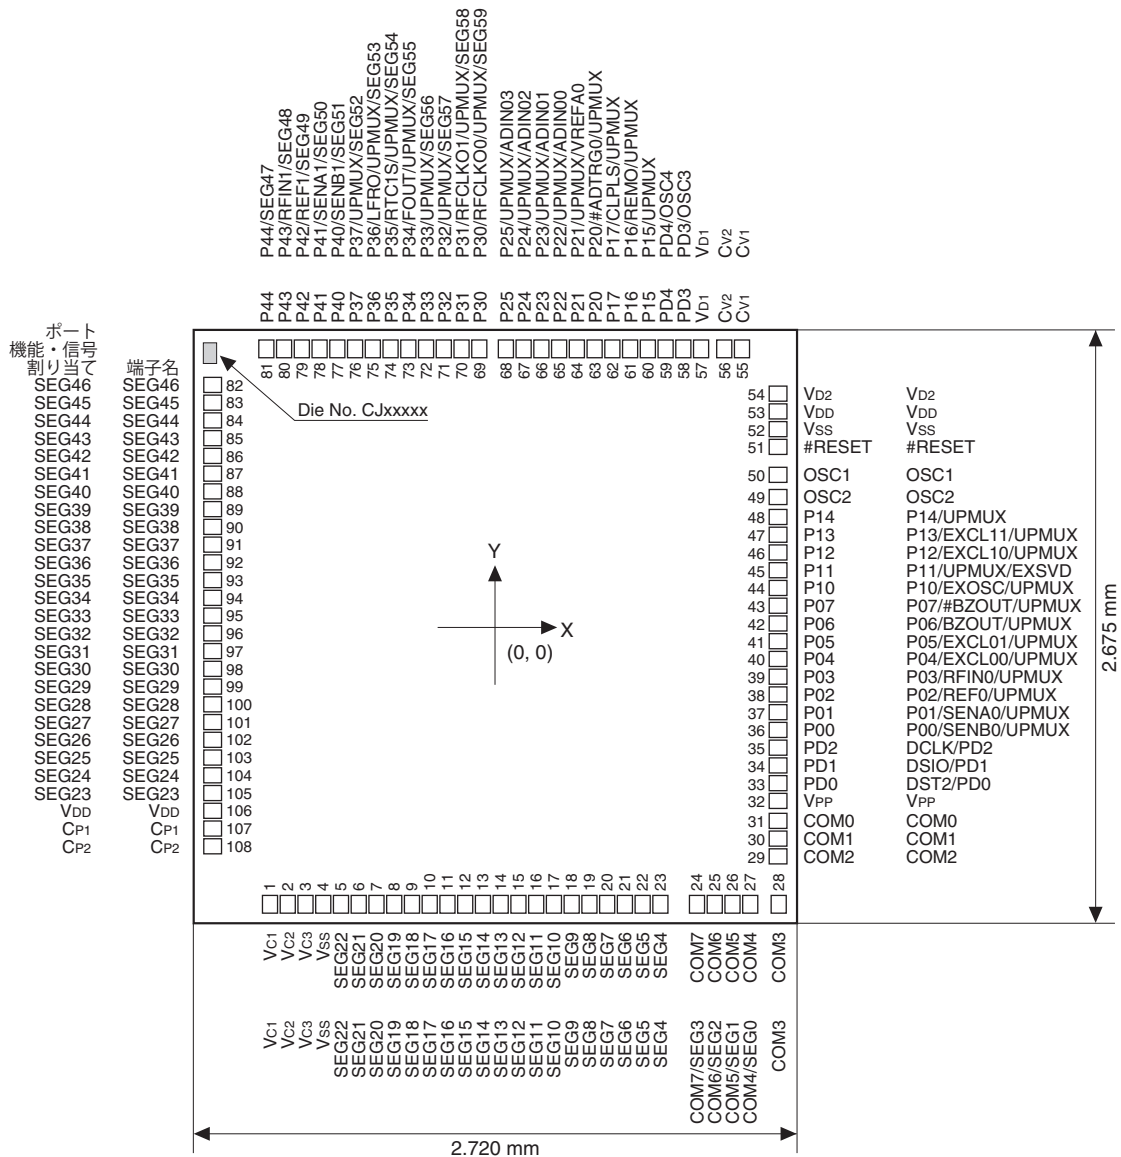 P44/SEG47
P43/RFIN1/SEG48
P42/REF1/SEG49
P41/SENA1/SEG50
P40/SENB1/SEG51
P37/UPMUX/SEG52
P36/LFRO/UPMUX/SEG53
P35/RTC1S/UPMUX/SEG54
P34/FOUT/UPMUX/SEG55
P33/UPMUX/SEG56
P32/UPMUX/SEG57
P31/RFCLKO1/UPMUX/SEG58
P30/RFCLKO0/UPMUX/SEG59
P25/UPMUX/ADIN03
P24/UPMUX/ADIN02
P23/UPMUX/ADIN01
P22/UPMUX/ADIN00
P21/UPMUX/VREFA0
P20/#ADTRG0/UPMUX
P17/CLPLS/UPMUX
P16/REMO/UPMUX
P15/UPMUX
PD4/OSC4
PD3/OSC3
VD1
CV2
CV1
P44
P43
P42
P41
P40
P37
P36
P35
P34
P33
P32
P31
P30
P25
P24
P23
P22
P21
P20
P17
P16
P15
PD4
PD3
VD1
CV2
CV1
81
80
79
78
77
76
75
74
73
72
71
70
69
68
67
66
65
64
63
62
61
60
59
58
57
56
55
ポート
機能・信号
割り当て 端子名
SEG46 SEG46 82
SEG45 SEG45 83
SEG44 SEG44 84
SEG43 SEG43 85
SEG42 SEG42 86
SEG41 SEG41 87
SEG40 SEG40 88
SEG39 SEG39 89
SEG38 SEG38 90
SEG37 SEG37 91
SEG36 SEG36 92
SEG35 SEG35 93
SEG34 SEG34 94
SEG33 SEG33 95
SEG32 SEG32 96
SEG31 SEG31 97
SEG30 SEG30 98
SEG29 SEG29 99
SEG28 SEG28 100
SEG27 SEG27 101
SEG26 SEG26 102
SEG25 SEG25 103
SEG24 SEG24 104
SEG23 SEG23 105
VDD VDD 106
CP1 CP1 107
CP2 CP2 108
Die No. CJxxxxx
Y
X
(0, 0)
54 VD2 VD2
53 VDD VDD
52 VSS VSS
51 #RESET #RESET
50 OSC1 OSC1
49 OSC2 OSC2
48 P14 P14/UPMUX
47 P13 P13/EXCL11/UPMUX
46 P12 P12/EXCL10/UPMUX
45 P11 P11/UPMUX/EXSVD
44 P10 P10/EXOSC/UPMUX
43 P07 P07/#BZOUT/UPMUX
42 P06 P06/BZOUT/UPMUX
41 P05 P05/EXCL01/UPMUX
40 P04 P04/EXCL00/UPMUX
39 P03 P03/RFIN0/UPMUX
38 P02 P02/REF0/UPMUX
37 P01 P01/SENA0/UPMUX
36 P00 P00/SENB0/UPMUX
35 PD2 DCLK/PD2
34 PD1 DSIO/PD1
33 PD0 DST2/PD0
32 VPP VPP
31 COM0 COM0
30 COM1 COM1
29 COM2 COM2
2.675 mm
1
2
3
4
5
6
7
8
9
10
11
12
13
14
15
16
17
18
19
20
21
22
23
24
25
26
27
28
VC1
VC2
VC3
VSS
SEG22
SEG21
SEG20
SEG19
SEG18
SEG17
SEG16
SEG15
SEG14
SEG13
SEG12
SEG11
SEG10
SEG9
SEG8
SEG7
SEG6
SEG5
SEG4
COM7
COM6
COM5
COM4
COM3
VC1
VC2
VC3
VSS
SEG22
SEG21
SEG20
SEG19
SEG18
SEG17
SEG16
SEG15
SEG14
SEG13
SEG12
SEG11
SEG10
SEG9
SEG8
SEG7
SEG6
SEG5
SEG4
COM7/SEG3
COM6/SEG2
COM5/SEG1
COM4/SEG0
COM3
2.720 mm